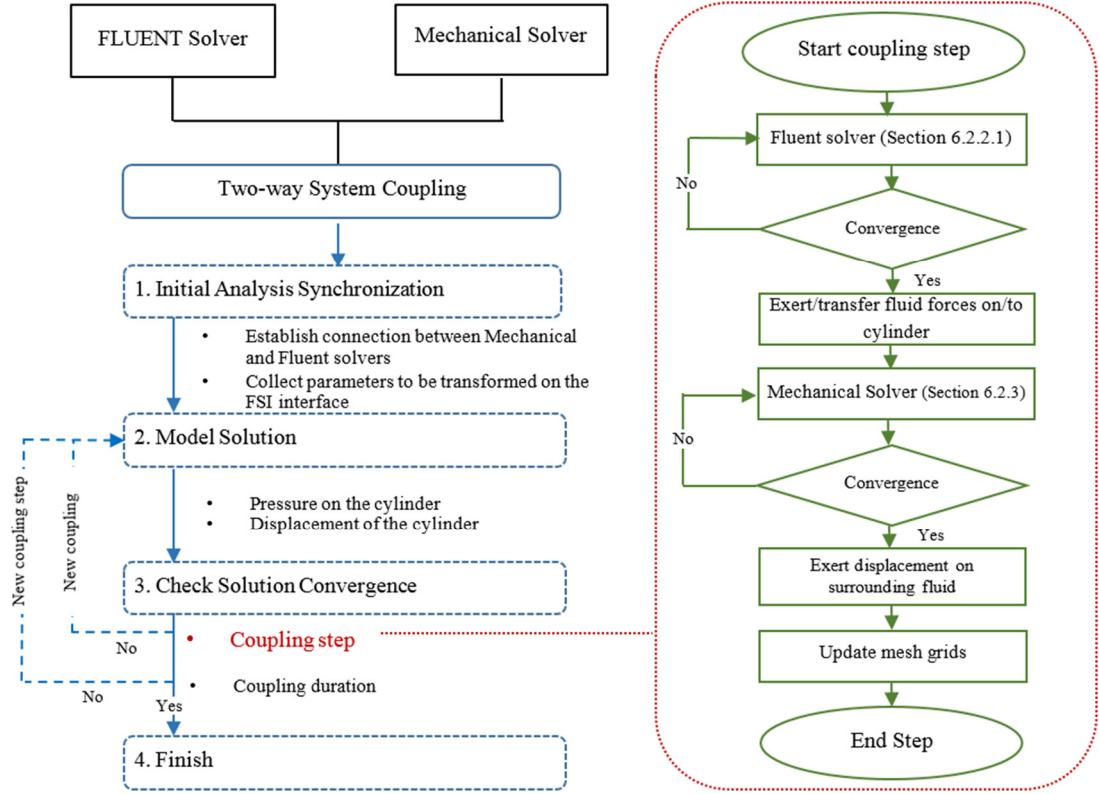 FLUENT Solver
Mechanical Solver
Two-way System Coupling
1. Initial Analysis Synchronization
• Establish connection between Mechanical
and Fluent solvers
• Collect parameters to be transformed on the
FSI interface
2. Model Solution
• Pressure on the cylinder
• Displacement of the cylinder
New coupling step
New coupling
3. Check Solution Convergence
• Coupling step
No
• Coupling duration
No
Yes
4. Finish
Start coupling step
Fluent solver (Section 6.2.2.1)
No
Convergence
Yes
Exert/transfer fluid forces on/to
cylinder
Mechanical Solver (Section 6.2.3)
No
Convergence
Yes
Exert displacement on
surrounding fluid
Update mesh grids
End Step